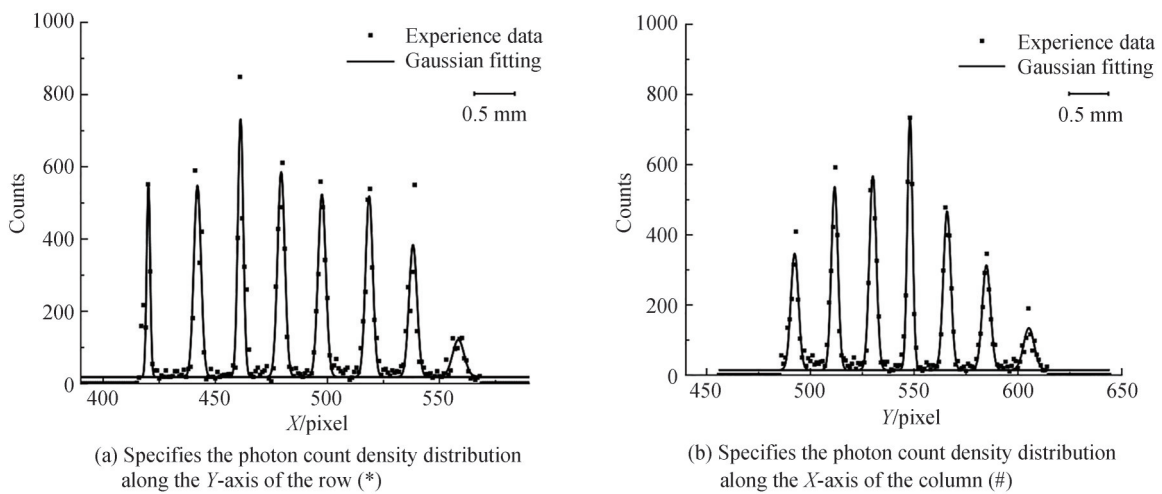 1000
800
600
400
200
0
Counts
400
450
500
550
X/pixel
Experience data
Gaussian fitting
0.5 mm
(a) Specifies the photon count density distribution
along the Y-axis of the row (*)
1000
800
600
400
200
0
Counts
450
500
550
600
650
Y/pixel
Experience data
Gaussian fitting
0.5 mm
(b) Specifies the photon count density distribution
along the X-axis of the column (#)